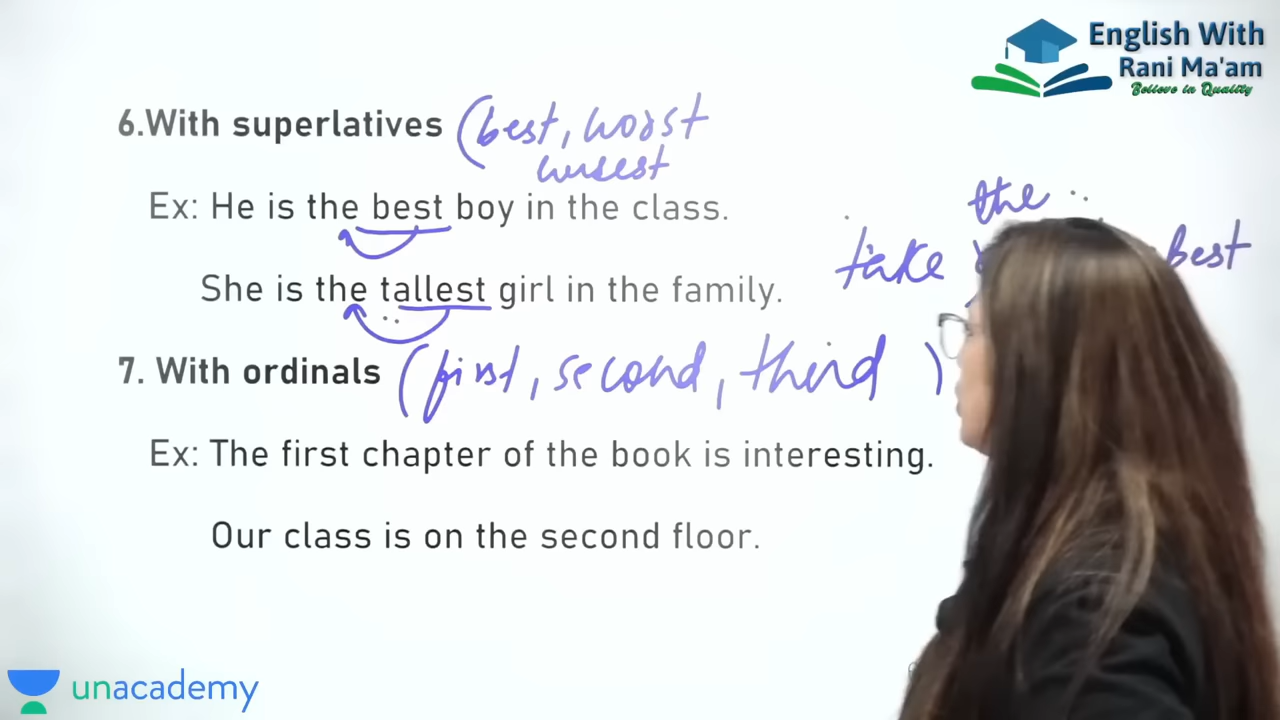 English With
Rani Ma'am
Believe in Quality
6.With superlatives (best, worst
Ex: He is the best boy in the class.
the
take best
She is the tallest girl in the family.
7. With ordinals (first, second, third )
Ex: The first chapter of the book is interesting.
Our class is on the second floor.
unacademy